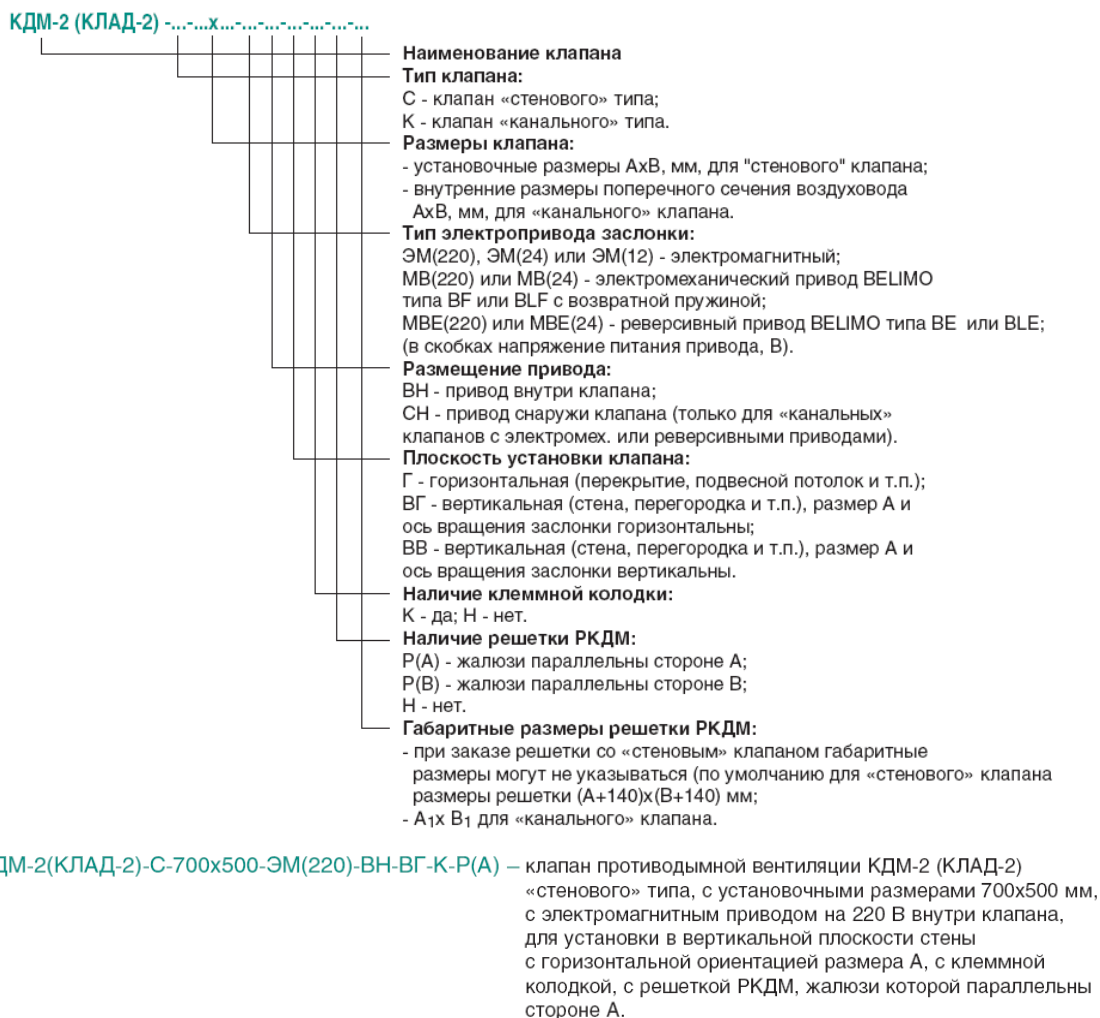 КДМ-2 (КЛАД-2) -...-...х...-...-...-...-...-...-...
Наименование клапана
Тип клапана:
С - клапан «стенового» типа;
К - клапан «канального» типа.
Размеры клапана:
- установочные размеры АхВ, мм, для "стенового" клапана;
- внутренние размеры поперечного сечения воздуховода
АхВ, мм, для «канального» клапана.
Тип электропривода заслонки:
ЭМ(220), ЭМ(24) или ЭМ(12) - электромагнитный;
МВ(220) или МВ(24) - электромеханический привод BELIMO
типа BF или BLF с возвратной пружиной;
МВЕ(220) или МВЕ(24) - реверсивный привод BELIMO типа BE или BLE;
(в скобках напряжение питания привода, В).
Размещение привода:
ВН - привод внутри клапана;
СН - привод снаружи клапана (только для «канальных»
клапанов с электромех. или реверсивными приводами).
Плоскость установки клапана:
Г - горизонтальная (перекрытие, подвесной потолок и т.п.);
ВГ - вертикальная (стена, перегородка и т.п.), размер А и
ось вращения заслонки горизонтальны;
ВВ - вертикальная (стена, перегородка и т.п.), размер А и
ось вращения заслонки вертикальны.
Наличие клеммной колодки:
К - да; Н - нет.
Наличие решетки РКДМ:
Р(А) - жалюзи параллельны стороне А;
Р(В) - жалюзи параллельны стороне В;
Н - нет.
Габаритные размеры решетки РКДМ:
- при заказе решетки со «стеновым» клапаном габаритные
размеры могут не указываться (по умолчанию для «стенового» клапана
размеры решетки (А+140)х(В+140) мм;
- А1х В1 для «канального» клапана.
ДМ-2(КЛАД-2)-С-700х500-ЭМ(220)-ВН-ВГ-К-Р(А) – клапан противодымной вентиляции КДМ-2 (КЛАД-2)
«стенового» типа, с установочными размерами 700х500 мм,
с электромагнитным приводом на 220 В внутри клапана,
для установки в вертикальной плоскости стены
с горизонтальной ориентацией размера А, с клеммной
колодкой, с решеткой РКДМ, жалюзи которой параллельны
стороне А.